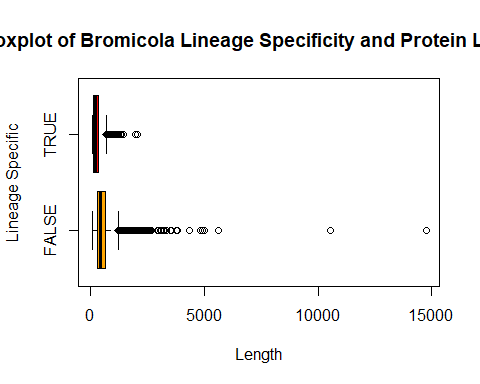 oxplot of Bromicola Lineage Specificity and Protein L
Lineage Specific
TRUE
FALSE
0 5000 10000 15000
Length